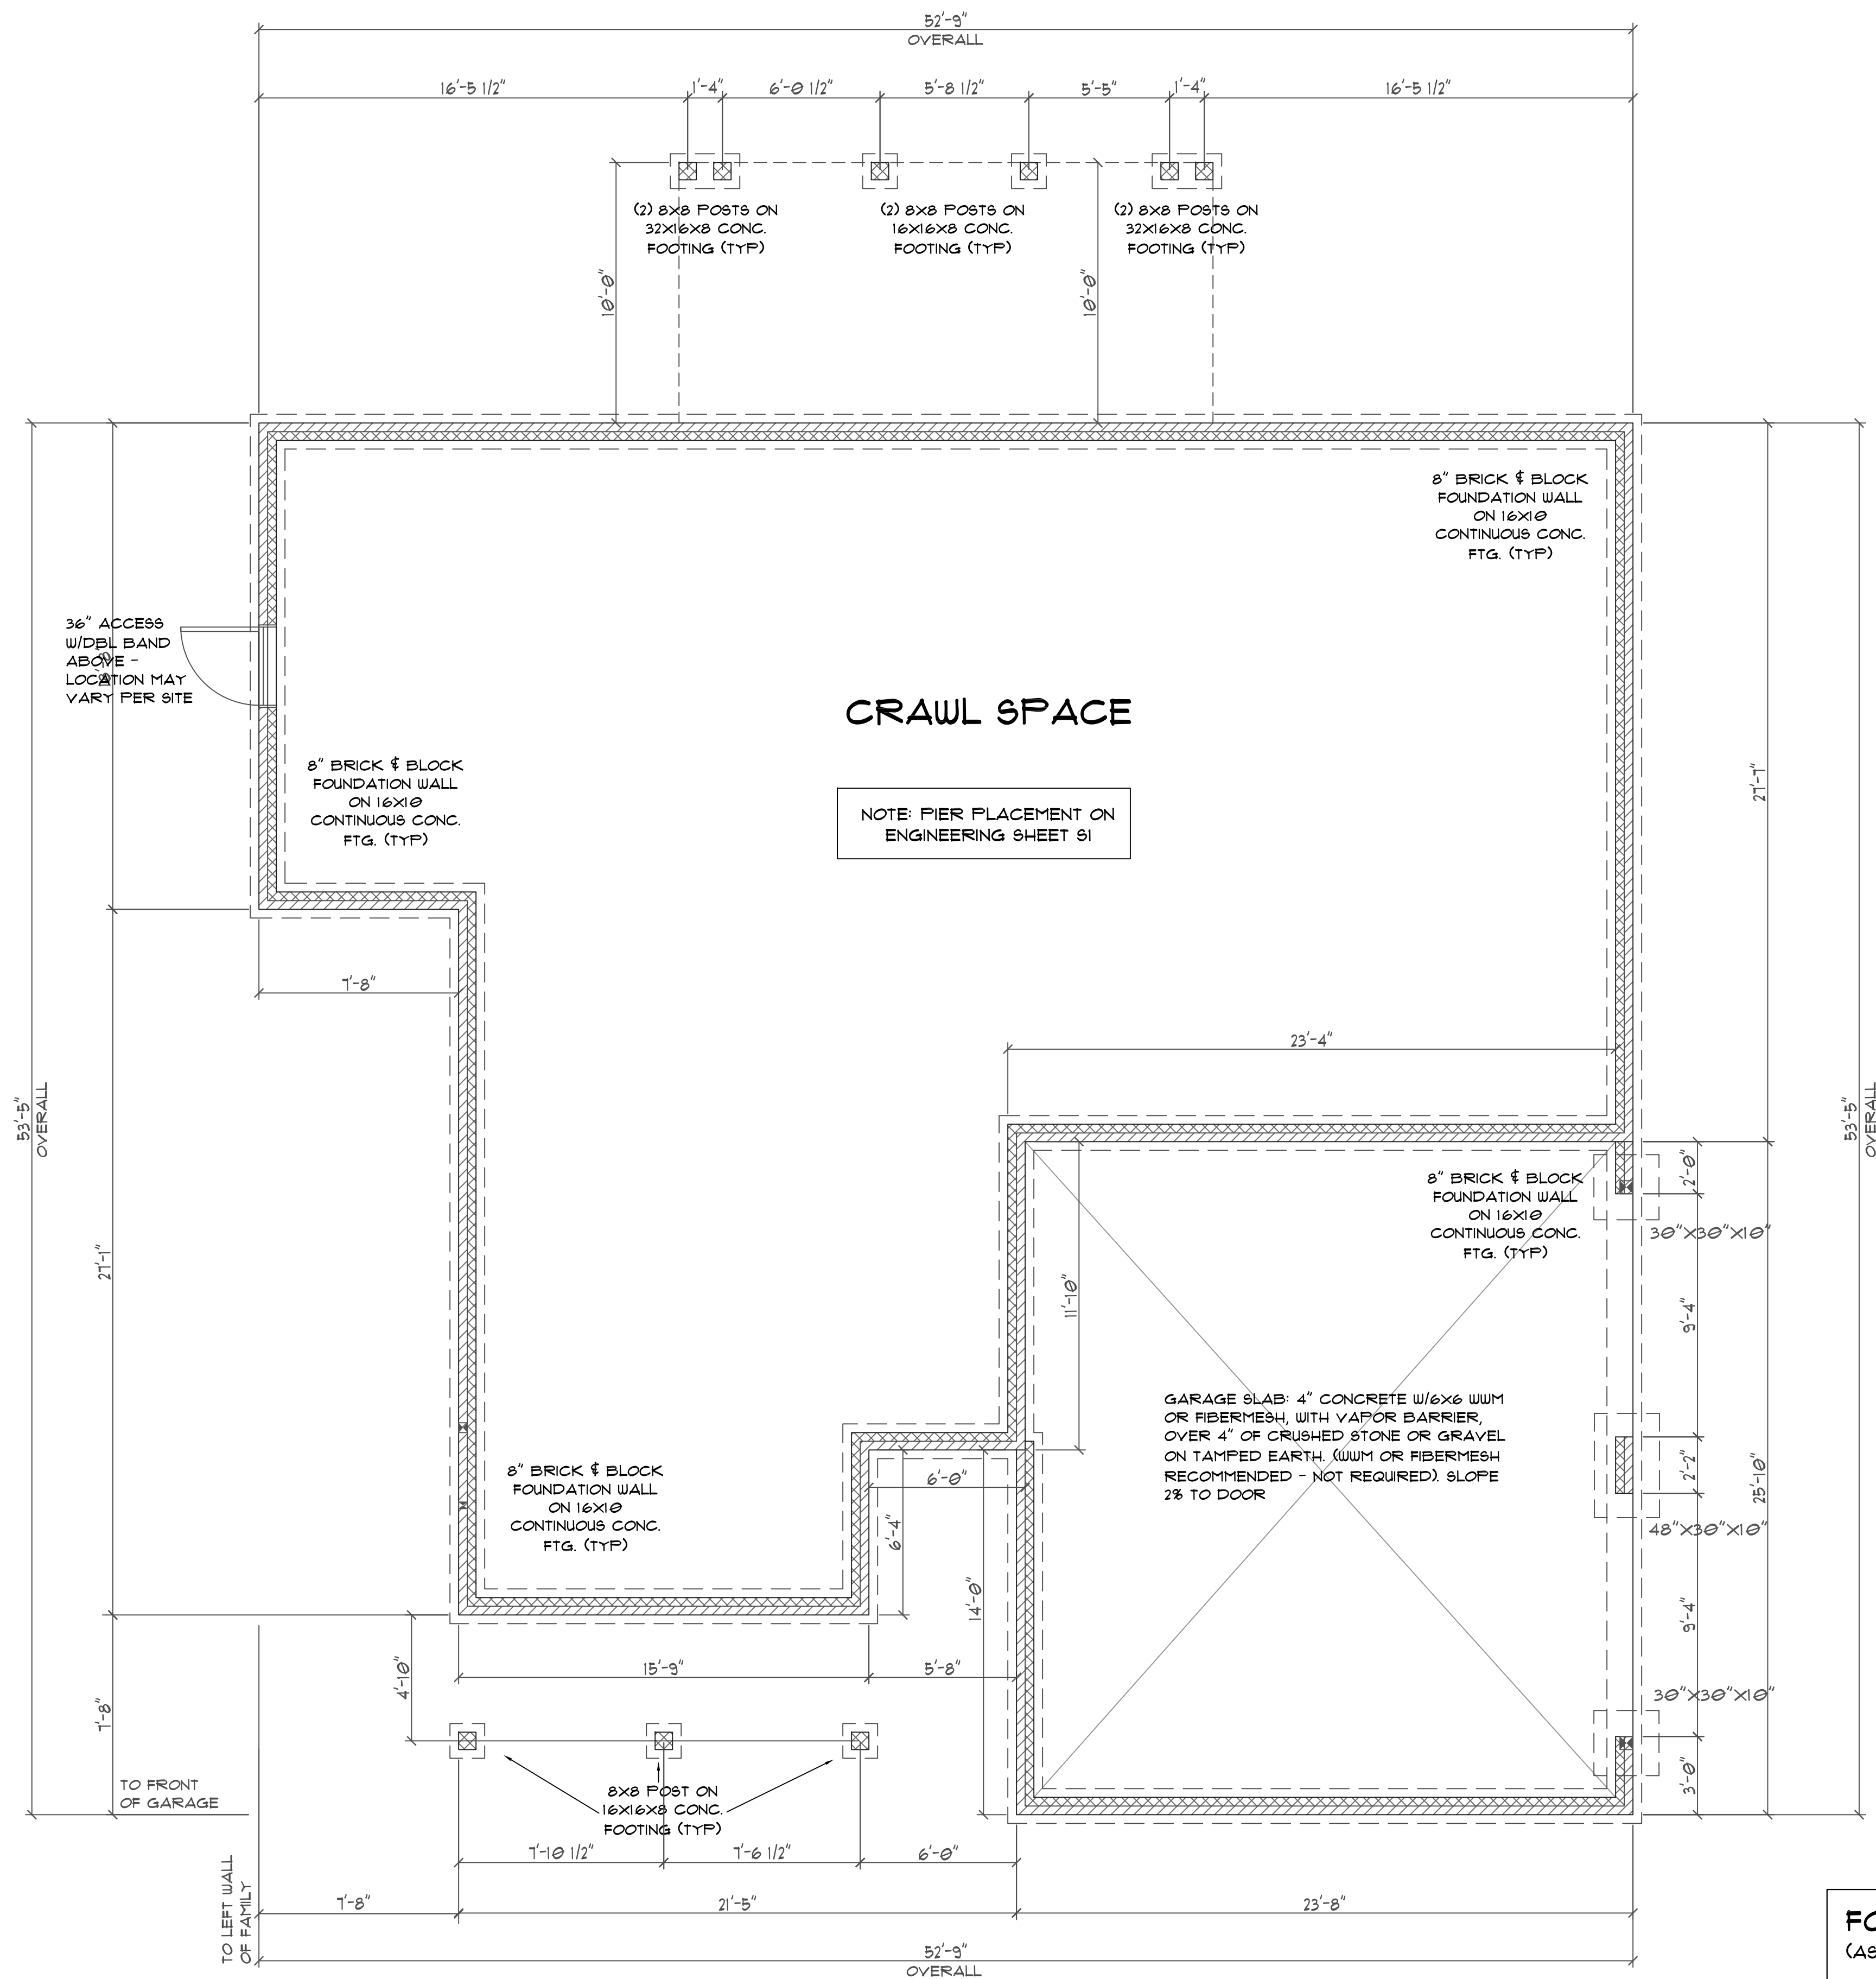 52'-9"
OVERALL
16'-5 1/2"
1'-4"
6'-0 1/2"
5'-8 1/2"
5'-5"
1'-4"
16'-5 1/2"
(2) 8X8 POSTS ON
32X16X8 CONC.
FOOTING (TYP)
(2) 8X8 POSTS ON
16X16X8 CONC.
FOOTING (TYP)
(2) 8X8 POSTS ON
32X16X8 CONC.
FOOTING (TYP)
10'-0"
10'-0"
8" BRICK & BLOCK
FOUNDATION WALL
ON 16X10
CONTINUOUS CONC.
FTG. (TYP)
36" ACCESS
W/DBL BAND
ABOVE -
LOCATION MAY
VARY PER SITE
CRAWL SPACE
NOTE: PIER PLACEMENT ON
ENGINEERING SHEET S1
8" BRICK & BLOCK
FOUNDATION WALL
ON 16X10
CONTINUOUS CONC.
FTG. (TYP)
27'-7"
7'-8"
23'-4"
53'-5"
OVERALL
53'-5"
OVERALL
27'-1"
8" BRICK & BLOCK
FOUNDATION WALL
ON 16X10
CONTINUOUS CONC.
FTG. (TYP)
2'-0"
30"X30"X10"
11'-10"
9'-4"
GARAGE SLAB: 4" CONCRETE W/6X6 WWM
OR FIBERMESH, WITH VAPOR BARRIER,
OVER 4" OF CRUSHED STONE OR GRAVEL
ON TAMPED EARTH. (WWM OR FIBERMESH
RECOMMENDED - NOT REQUIRED). SLOPE
2% TO DOOR
2'-2"
25'-10"
48"X30"X10"
8" BRICK & BLOCK
FOUNDATION WALL
ON 16X10
CONTINUOUS CONC.
FTG. (TYP)
6'-0"
6'-4"
14'-0"
9'-4"
30"X30"X10"
3'-0"
15'-9"
5'-8"
4'-10"
7'-8"
TO FRONT
OF GARAGE
8X8 POST ON
16X16X8 CONC.
FOOTING (TYP)
7'-10 1/2"
7'-6 1/2"
6'-0"
TO LEFT WALL
OF FAMILY
7'-8"
21'-5"
23'-8"
52'-9"
OVERALL